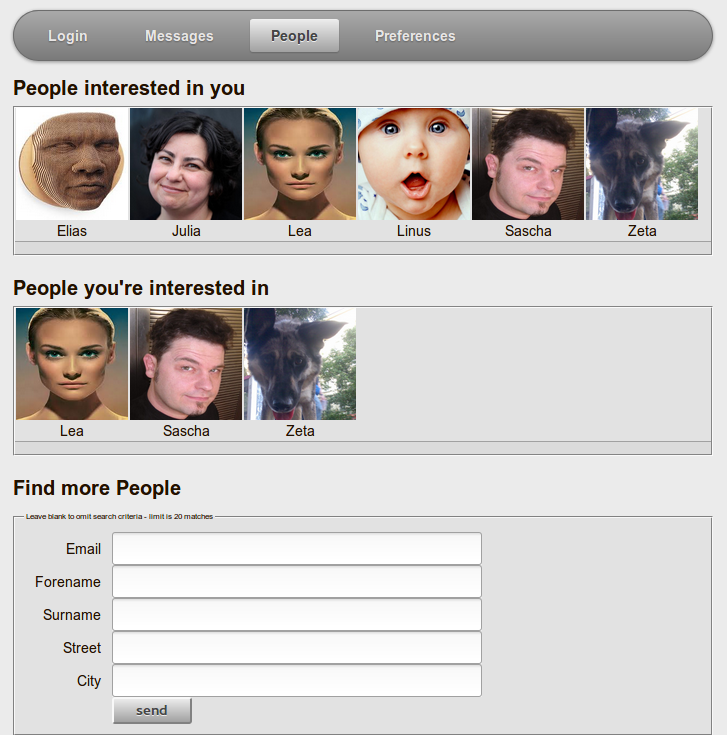 Login Messages People Preferences
People interested in you
Elias Julia Lea Linus Sascha Zeta
People you're interested in
Lea Sascha Zeta
Find more People
Leave blank to omit search criteria - limit is 20 matches
Email
Forename
Surname
Street
City
send